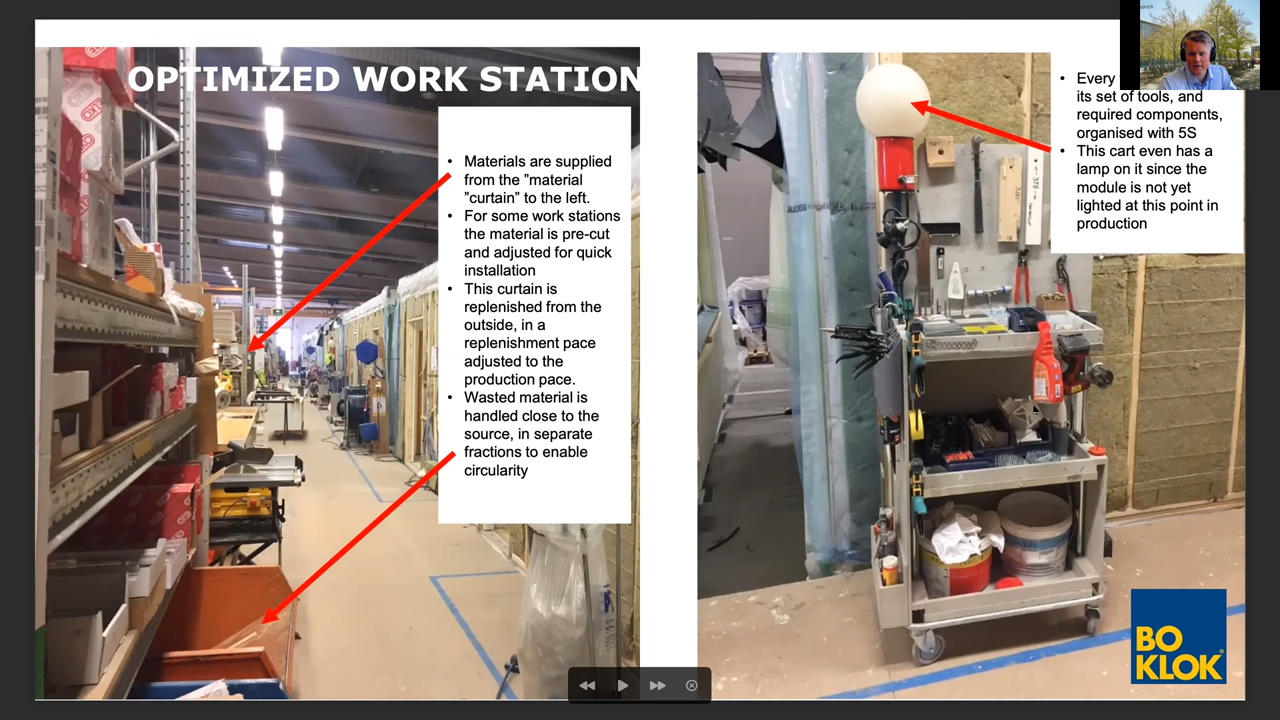 OPTIMIZED WORK STATION
• Materials are supplied
from the ”material
”curtain” to the left.
• For some work stations
the material is pre-cut
and adjusted for quick
installation
• This curtain is
replenished from the
outside, in a
replenishment pace
adjusted to the
production pace.
• Wasted material is
handled close to the
source, in separate
fractions to enable
circularity
• Every
its set of tools, and
required components,
organised with 5S
• This cart even has a
lamp on it since the
module is not yet
lighted at this point in
production
BO
KLOK